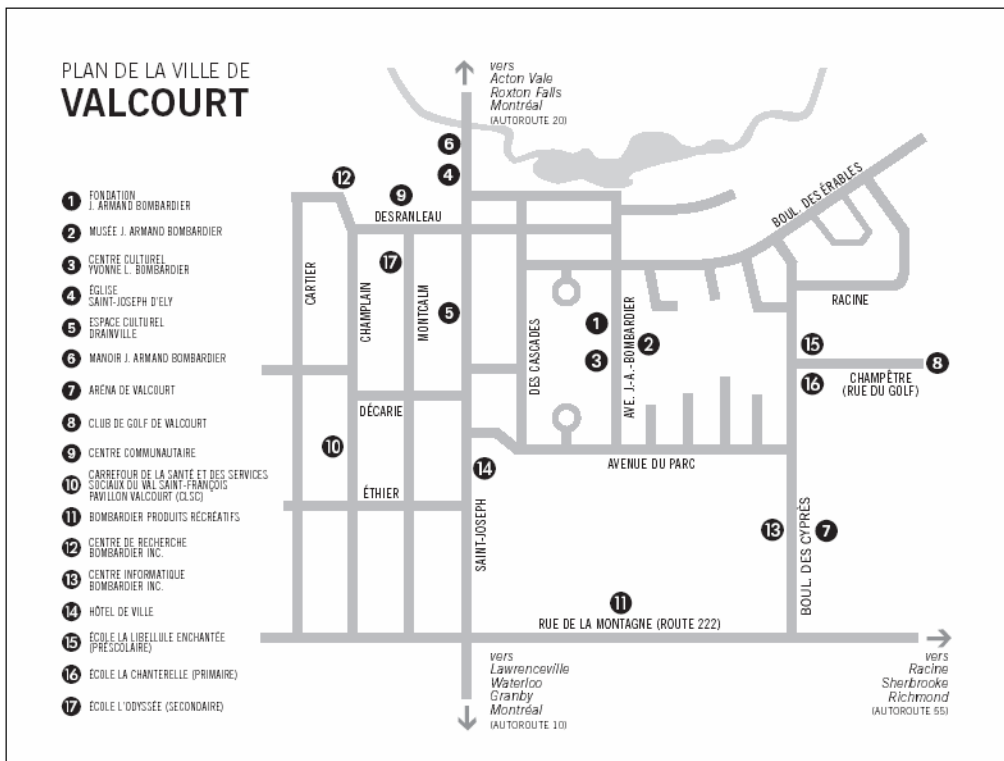 PLAN DE LA VILLE DE
VALCOURT
1 FONDATION
J. ARMAND BOMBARDIER
2 MUSÉE J. ARMAND BOMBARDIER
3 CENTRE CULTUREL
YVONNE L. BOMBARDIER
4 ÉGLISE
SAINT-JOSEPH D'ELY
5 ESPACE CULTUREL
DRAINVILLE
6 MANOIR J. ARMAND BOMBARDIER
7 ARÉNA DE VALCOURT
8 CLUB DE GOLF DE VALCOURT
9 CENTRE COMMUNAUTAIRE
10 CARREFOUR DE LA SANTÉ ET DES SERVICES
SOCIAUX DU VAL SAINT-FRANÇOIS
PAVILLON VALCOURT (CLSC)
11 BOMBARDIER PRODUITS RÉCRÉATIFS
12 CENTRE DE RECHERCHE
BOMBARDIER INC.
13 CENTRE INFORMATIQUE
BOMBARDIER INC.
14 HÔTEL DE VILLE
15 ÉCOLE LA LIBELLULE ENCHANTÉE
(PRÉSCOLAIRE)
16 ÉCOLE LA CHANTERELLE (PRIMAIRE)
17 ÉCOLE L'ODYSSÉE (SECONDAIRE)
vers
Acton Vale
Roxton Falls
Montréal
(AUTOROUTE 20)
6
4
12
9
DESRANLEAU
BOUL. DES ÉRABLES
17
CARTIER
CHAMPLAIN
MONTCALM
5
DES CASCADES
1
3
AVE. J.-A.-BOMBARDIER
2
RACINE
15
8
16
CHAMPÊTRE
(RUE DU GOLF)
DÉCARIE
10
14
AVENUE DU PARC
ÉTHIER
SAINT-JOSEPH
13
BOUL. DES CYPRÈS
7
11
RUE DE LA MONTAGNE (ROUTE 222)
vers
Lawrenceville
Waterloo
Granby
Montréal
(AUTOROUTE 10)
vers
Racine
Sherbrooke
Richmond
(AUTOROUTE 55)